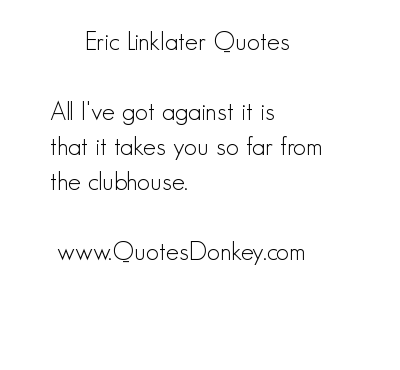 Eric Linklater Quotes
All I've got against it is
that it takes you so far from
the clubhouse.
www.QuotesDonkey.com